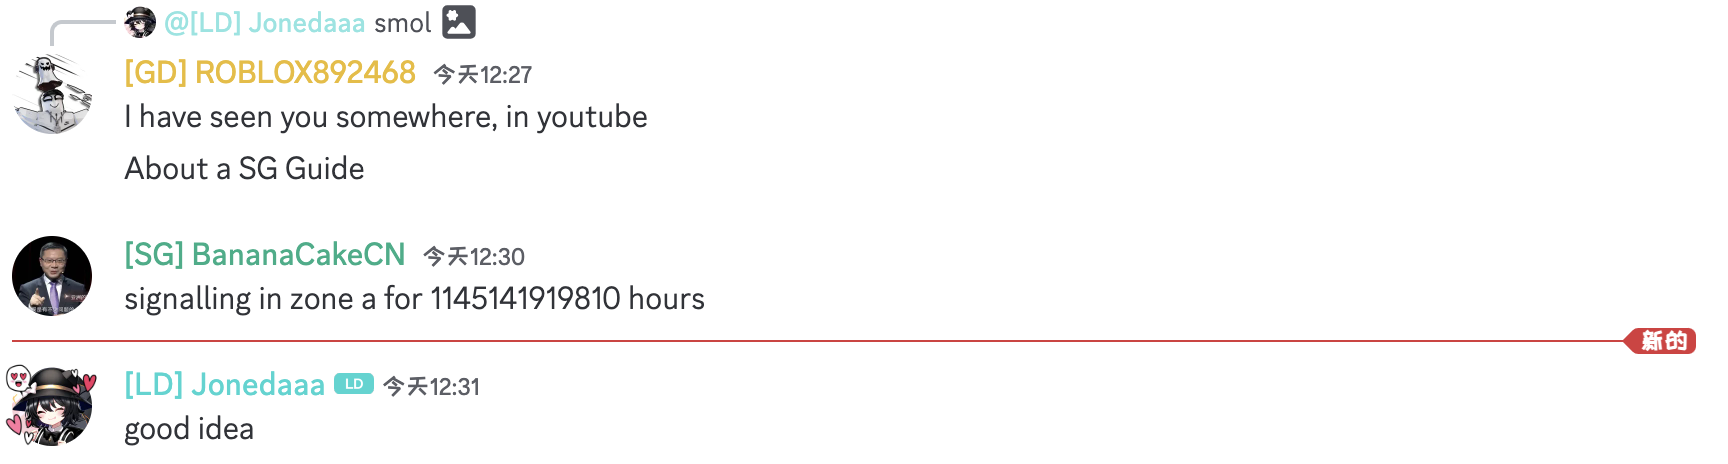 @[LD] Jonedaaa smol
[GD] ROBLOX892468 今天12:27
I have seen you somewhere, in youtube
About a SG Guide
[SG] BananaCakeCN 今天12:30
signalling in zone a for 1145141919810 hours
新的
[LD] Jonedaaa LD 今天12:31
good idea